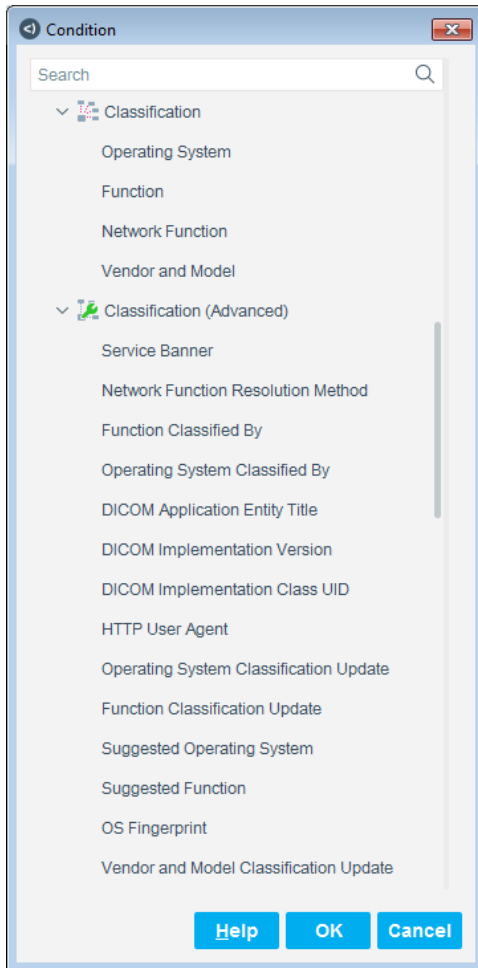 Condition
Search
Classification
Operating System
Function
Network Function
Vendor and Model
Classification (Advanced)
Service Banner
Network Function Resolution Method
Function Classified By
Operating System Classified By
DICOM Application Entity Title
DICOM Implementation Version
DICOM Implementation Class UID
HTTP User Agent
Operating System Classification Update
Function Classification Update
Suggested Operating System
Suggested Function
OS Fingerprint
Vendor and Model Classification Update
Help OK Cancel